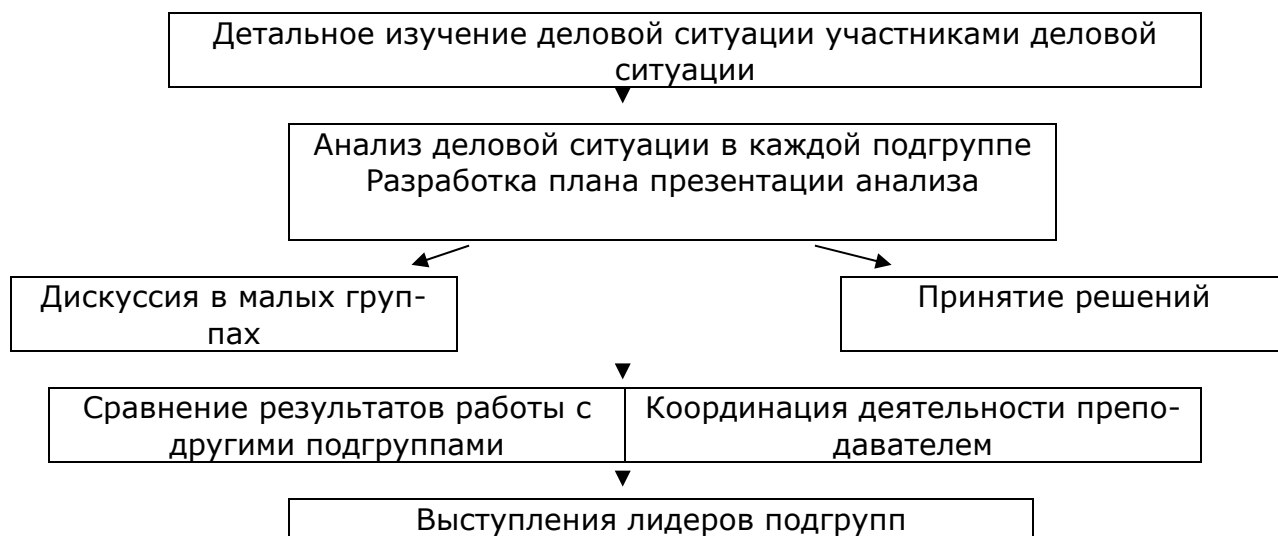 Детальное изучение деловой ситуации участниками деловой
ситуации
Анализ деловой ситуации в каждой подгруппе
Разработка плана презентации анализа
Дискуссия в малых груп-
пах
Принятие решений
Сравнение результатов работы с
другими подгруппами
Координация деятельности препо-
давателем
Выступления лидеров подгрупп